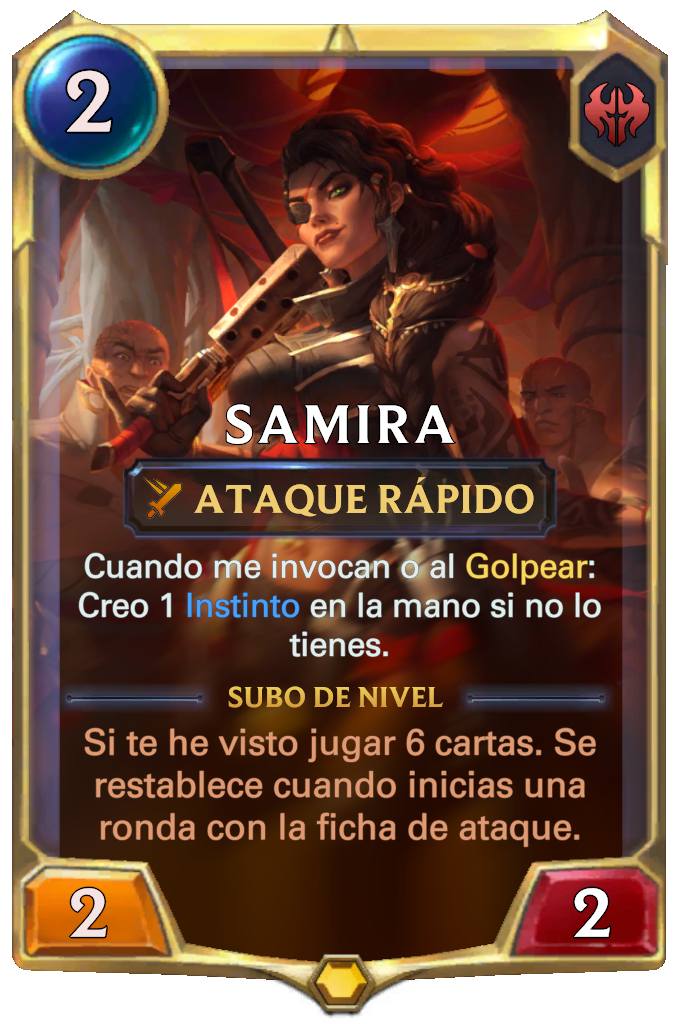 2
SAMIRA
ATAQUE RÁPIDO
Cuando me invocan o al Golpear:
Creo 1 Instinto en la mano si no lo
tienes.
SUBO DE NIVEL
Si te he visto jugar 6 cartas. Se
restablece cuando inicias una
ronda con la ficha de ataque.
2
2